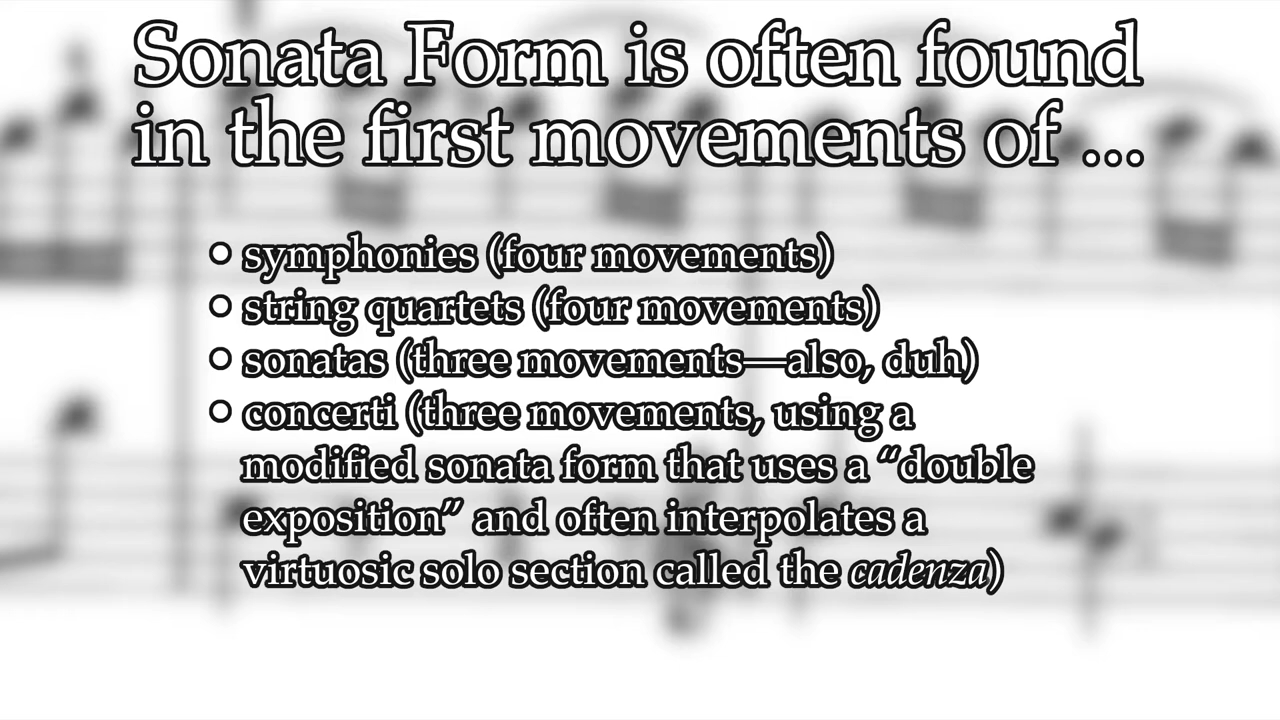 Sonata Form is often found
in the first movements of ...
○ symphonies (four movements)
○ string quartets (four movements)
○ sonatas (three movements—also, duh)
○ concerti (three movements, using a
modified sonata form that uses a “double
exposition” and often interpolates a
virtuosic solo section called the cadenza)